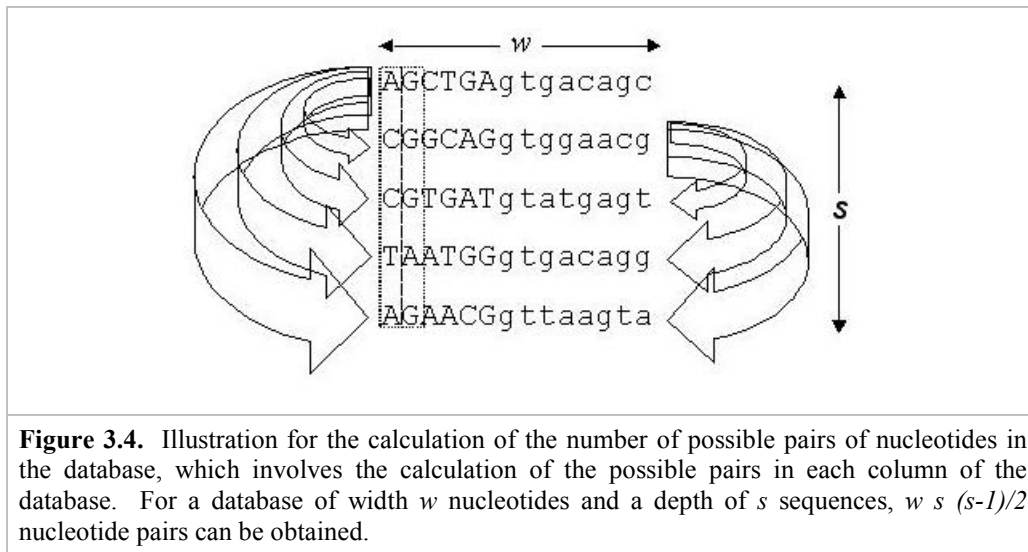 w
AGCTGAgtgacagc
CGGCAGgtggaacg
CGTGATgtatgagt
s
TAATGGgtgacagg
AGAACGgttaagta
Figure 3.4. Illustration for the calculation of the number of possible pairs of nucleotides in
the database, which involves the calculation of the possible pairs in each column of the
database. For a database of width w nucleotides and a depth of s sequences, w s (s-1)/2
nucleotide pairs can be obtained.